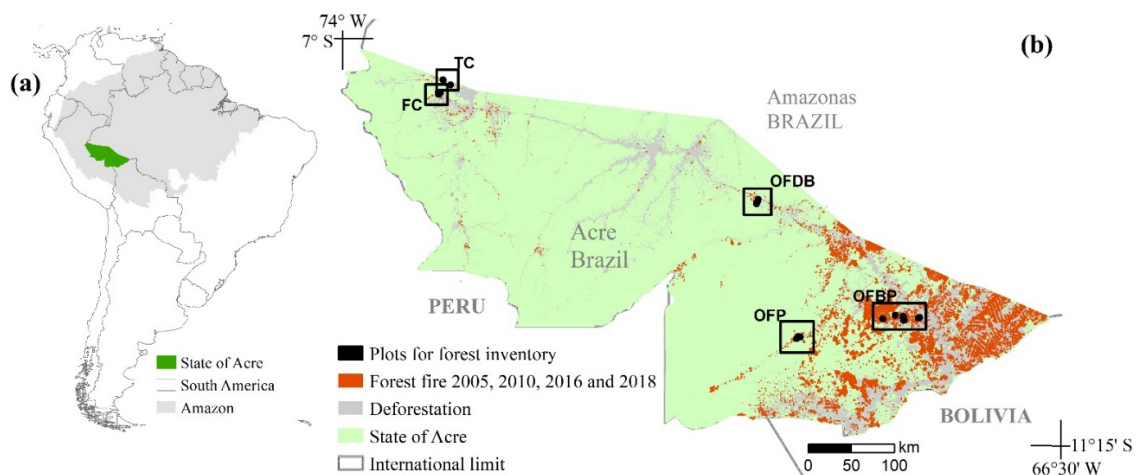 (a)
State of Acre
South America
Amazon
74° W
7° S
(b)
TC
FC
Amazonas
BRAZIL
OFDB
Acre
Brazil
PERU
OFBP
OFP
BOLIVIA
Plots for forest inventory
Forest fire 2005, 2010, 2016 and 2018
Deforestation
State of Acre
International limit
km
0 50 100
11°15' S
66°30' W